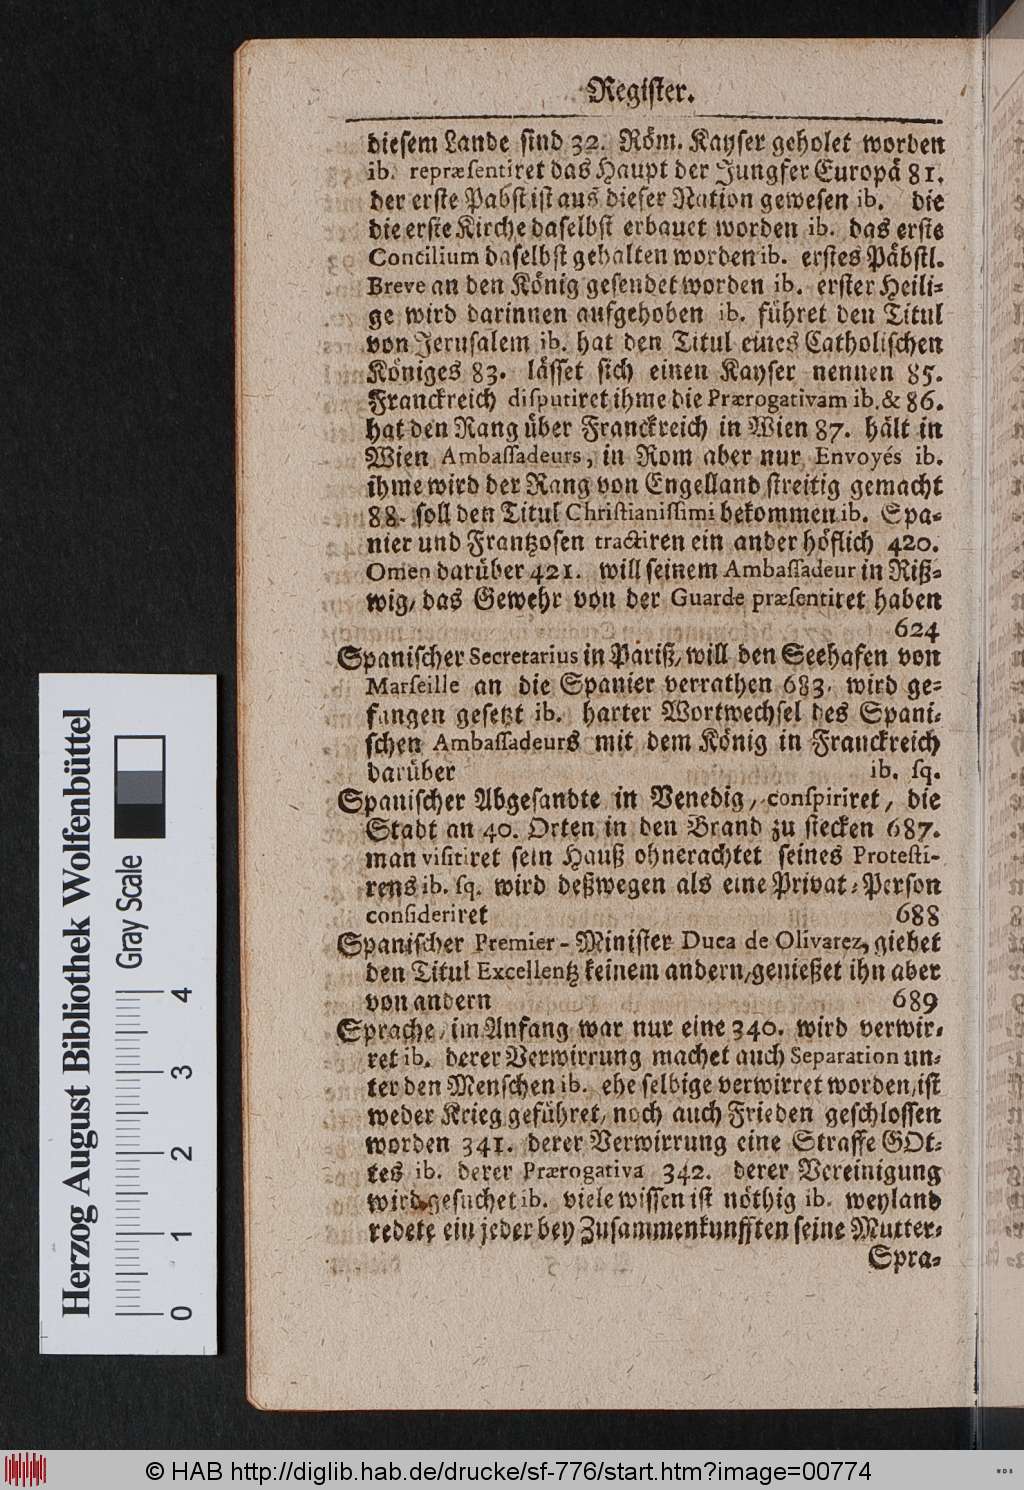 Register.
diesem Lande sind 32. Röm. Kayser geholet worden
ib. repræsentiret das Haupt der Jungfer Europä 81.
der erste Pabst ist aus dieser Nation gewesen ib. die
die erste Kirche daselbst erbauet worden ib. das erste
Concilium daselbst gehalten worden ib. erstes Päbstl.
Breve an den König gesendet worden ib. erster Heili-
ge wird darinnen aufgehoben ib. führet den Titul
von Jerusalem ib. hat den Titul eines Catholischen
Königes 83. lässet sich einen Kayser nennen 85.
Franckreich disputiret ihme die Prærogativam ib. & 86.
hat den Rang über Franckreich in Wien 87. hält in
Wien Ambassadeurs, in Rom aber nur Envoyés ib.
ihme wird der Rang von Engelland streitig gemacht
88. soll den Titul Christianissimi bekommen ib. Spa-
nier und Frantzosen tractiren ein ander höflich 420.
Omen darüber 421. will seinem Ambassadeur in Riß-
wig, das Gewehr von der Guarde præsentiret haben
624
Spanischer Secretarius in Pariß, will den Seehafen von
Marseille an die Spanier verrathen 683. wird ge-
fangen gesetzt ib. harter Wortwechsel des Spani-
schen Ambassadeurs mit dem König in Franckreich
darüber ib. sq.
Spanischer Abgesandte in Venedig, conspiriret, die
Stadt an 40. Orten in den Brand zu stecken 687.
man visitiret sein Hauß ohnerachtet seines Protesti-
rens ib. sq. wird deßwegen als eine Privat-Person
consideriret 688
Spanischer Premier-Minister Duca de Olivarez, giebet
den Titul Excellentz keinem andern, genießet ihn aber
von andern 689
Sprache, im Anfang war nur eine 340. wird verwir-
ret ib. derer Verwirrung machet auch Separation un-
ter den Menschen ib. ehe selbige verwirret worden, ist
weder Krieg geführet, noch auch Frieden geschlossen
worden 341. derer Verwirrung eine Straffe GOt-
tes ib. derer Prærogativa 342. derer Vereinigung
wird gesuchet ib. viele wissen ist nöthig ib. weyland
redete ein jeder bey Zusammenkunfften seine Mutter-
Spra-
Herzog August Bibliothek Wolfenbüttel
Gray Scale
0 1 2 3 4
© HAB http://diglib.hab.de/drucke/sf-776/start.htm?image=00774